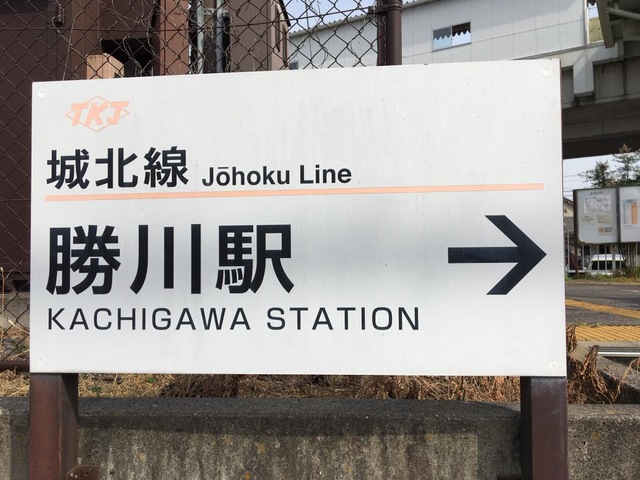 TKJ
城北線 Jōhoku Line
勝川駅
KACHIGAWA STATION